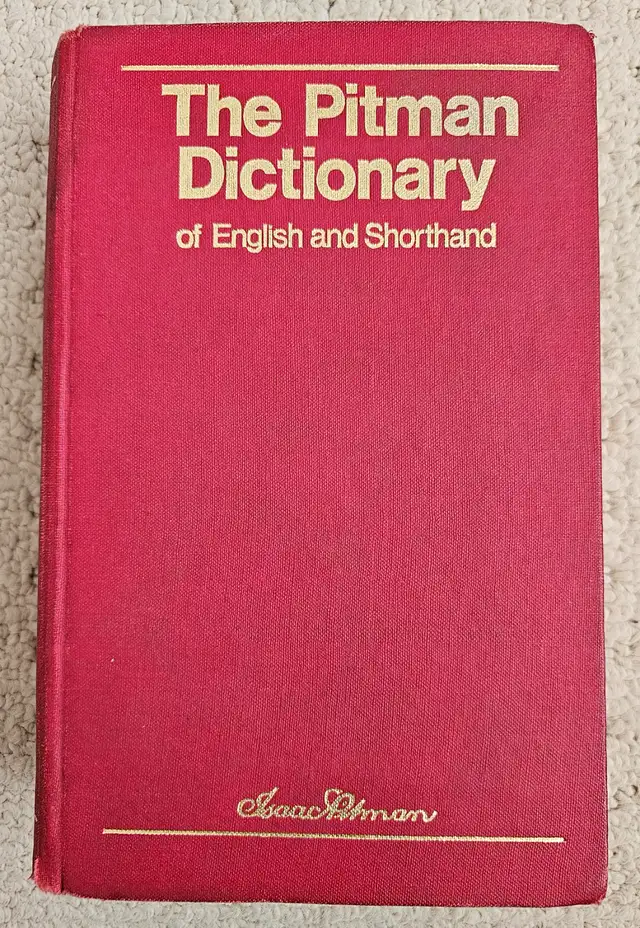 The Pitman
Dictionary
of English and Shorthand
Isaac Pitman